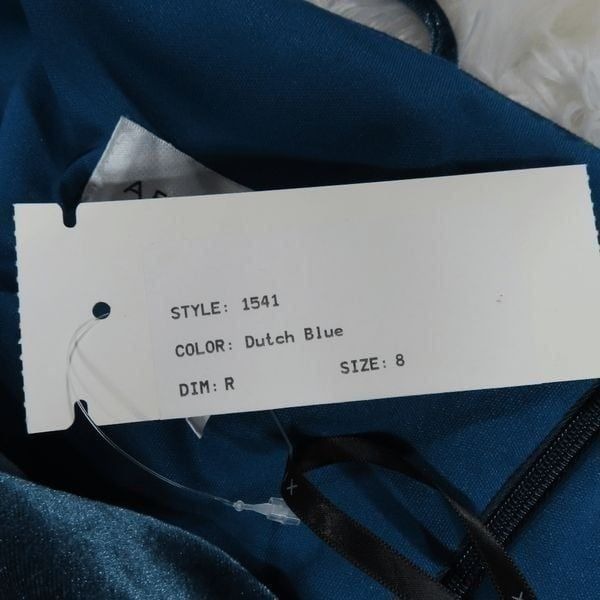 STYLE: 1541
COLOR: Dutch Blue
DIM: R SIZE: 8